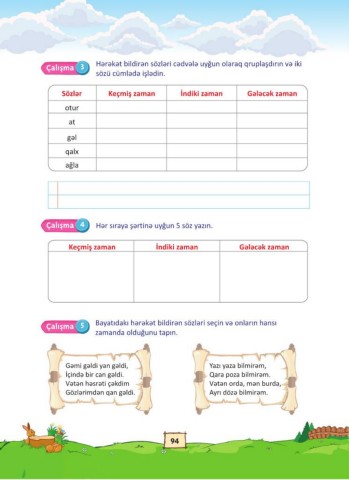 Çalışma 3
Hərəkət bildirən sözləri cədvələ uyğun olaraq qruplaşdırın və iki
sözü cümlədə işlədin.
Sözlər Keçmiş zaman İndiki zaman Gələcək zaman
otur
at
gəl
qalx
ağla
Çalışma 4
Hər sıraya şərtinə uyğun 5 söz yazın.
Keçmiş zaman İndiki zaman Gələcək zaman
Çalışma 5
Bayatıdakı hərəkət bildirən sözləri seçin və onların hansı
zamanda olduğunu tapın.
Gəmi gəldi yan gəldi,
İçində bir can gəldi.
Vətən həsrəti çəkdim
Gözlərimdən qan gəldi.
Yazı yaza bilmirəm,
Qara poza bilmirəm.
Vətən orda, mən burda,
Ayrı döza bilmirəm.
94